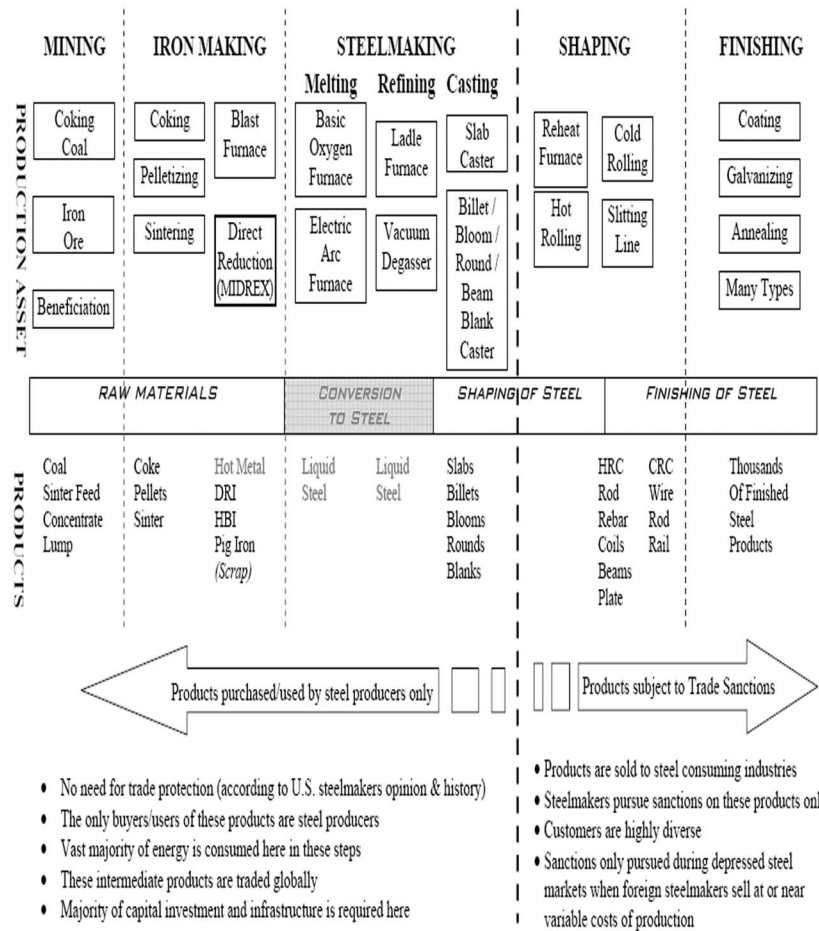 MINING
IRON MAKING
STEELMAKING
SHAPING
FINISHING
Melting
Refining
Casting
PRODUCTION ASSET
Coking
Coal
Iron
Ore
Beneficiation
Coking
Pelletizing
Sintering
Blast
Furnace
Direct
Reduction
(MIDREX)
Basic
Oxygen
Furnace
Electric
Arc
Furnace
Ladle
Furnace
Vacuum
Degasser
Slab
Caster
Billet /
Bloom /
Round /
Beam
Blank
Caster
Reheat
Furnace
Hot
Rolling
Cold
Rolling
Slitting
Line
Coating
Galvanizing
Annealing
Many Types
RAW MATERIALS
CONVERSION
TO STEEL
SHAPING OF STEEL
FINISHING OF STEEL
PRODUCTS
Coal
Sinter Feed
Concentrate
Lump
Coke
Pellets
Sinter
Hot Metal
DRI
HBI
Pig Iron
(Scrap)
Liquid
Steel
Liquid
Steel
Slabs
Billets
Blooms
Rounds
Blanks
HRC
Rod
Rebar
Coils
Beams
Plate
CRC
Wire
Rod
Rail
Thousands
Of Finished
Steel
Products
Products purchased/used by steel producers only
Products subject to Trade Sanctions
• No need for trade protection (according to U.S. steelmakers opinion & history)
• The only buyers/users of these products are steel producers
• Vast majority of energy is consumed here in these steps
• These intermediate products are traded globally
• Majority of capital investment and infrastructure is required here
• Products are sold to steel consuming industries
• Steelmakers pursue sanctions on these products onl
• Customers are highly diverse
• Sanctions only pursued during depressed steel
markets when foreign steelmakers sell at or near
variable costs of production